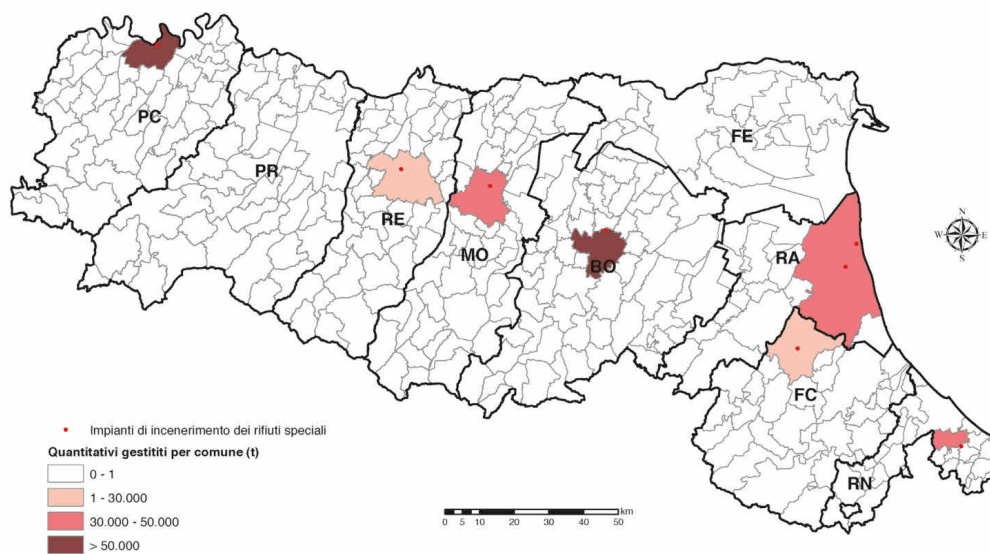 PC
PR
RE
MO
BO
FE
RA
FC
RN
N
W E
S
Impianti di incenerimento dei rifiuti speciali
Quantitativi gestititi per comune (t)
0 - 1
1 - 30.000
30.000 - 50.000
> 50.000
0 5 10 20 30 40 50
km